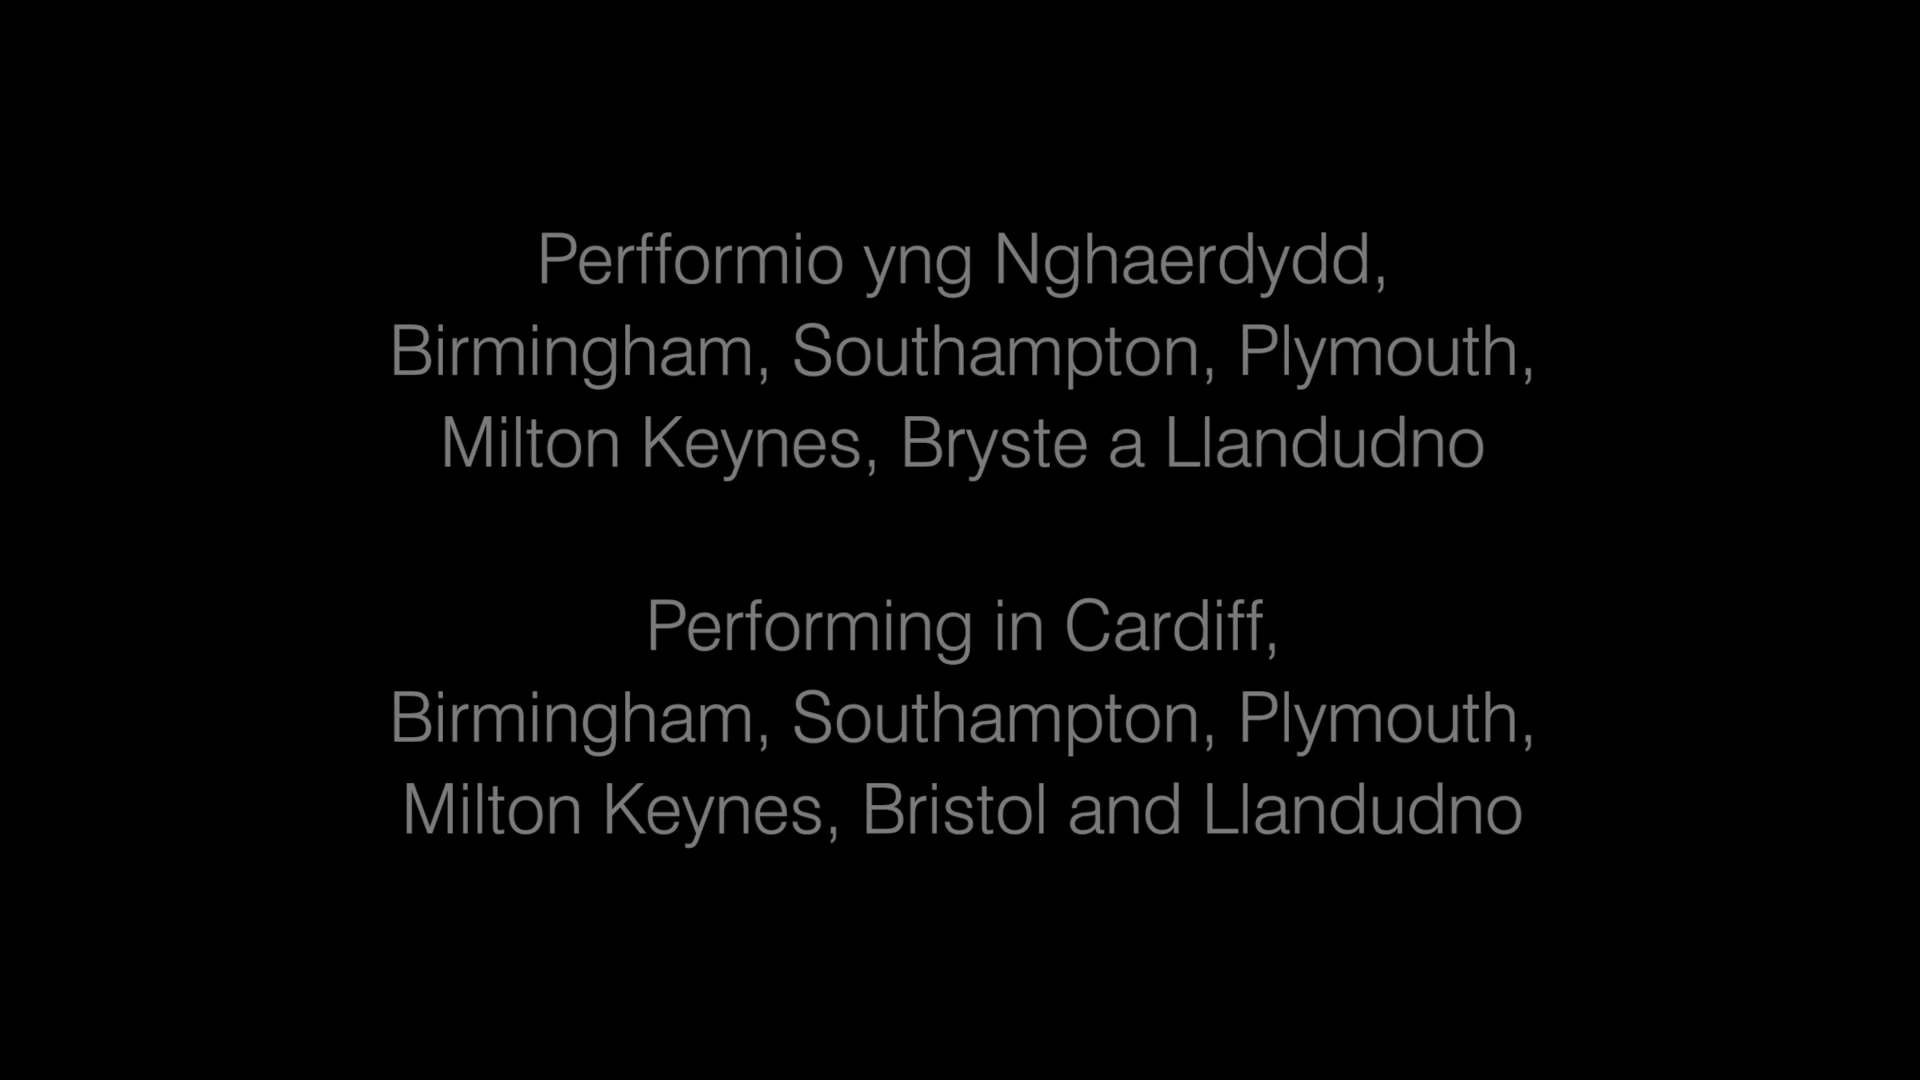 Perfformio yng Nghaerdydd,
Birmingham, Southampton, Plymouth,
Milton Keynes, Bryste a Llandudno
Performing in Cardiff,
Birmingham, Southampton, Plymouth,
Milton Keynes, Bristol and Llandudno